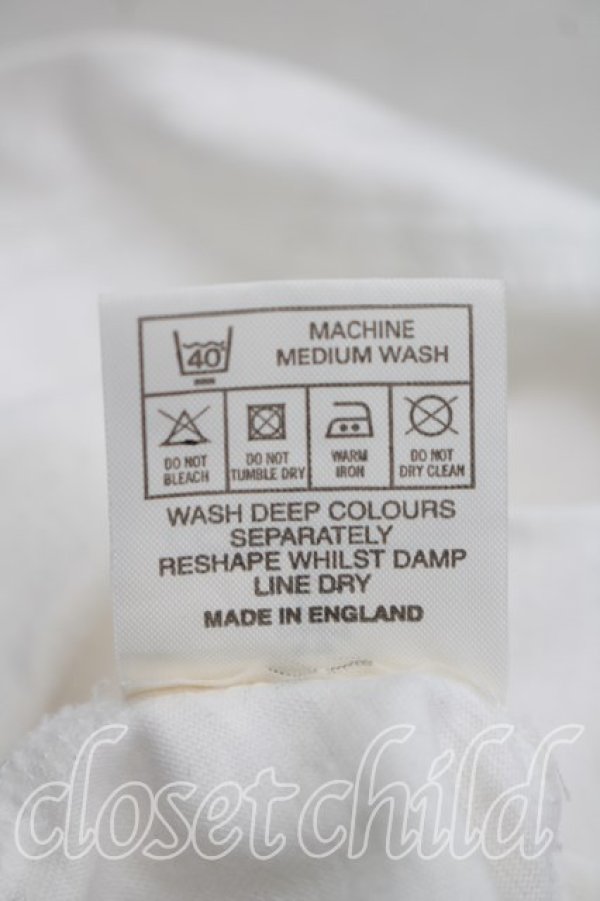 40
MACHINE
MEDIUM WASH
DO NOT
BLEACH
DO NOT
TUMBLE DRY
WARM
IRON
DO NOT
DRY CLEAN
WASH DEEP COLOURS
SEPARATELY
RESHAPE WHILST DAMP
LINE DRY
MADE IN ENGLAND
closet child